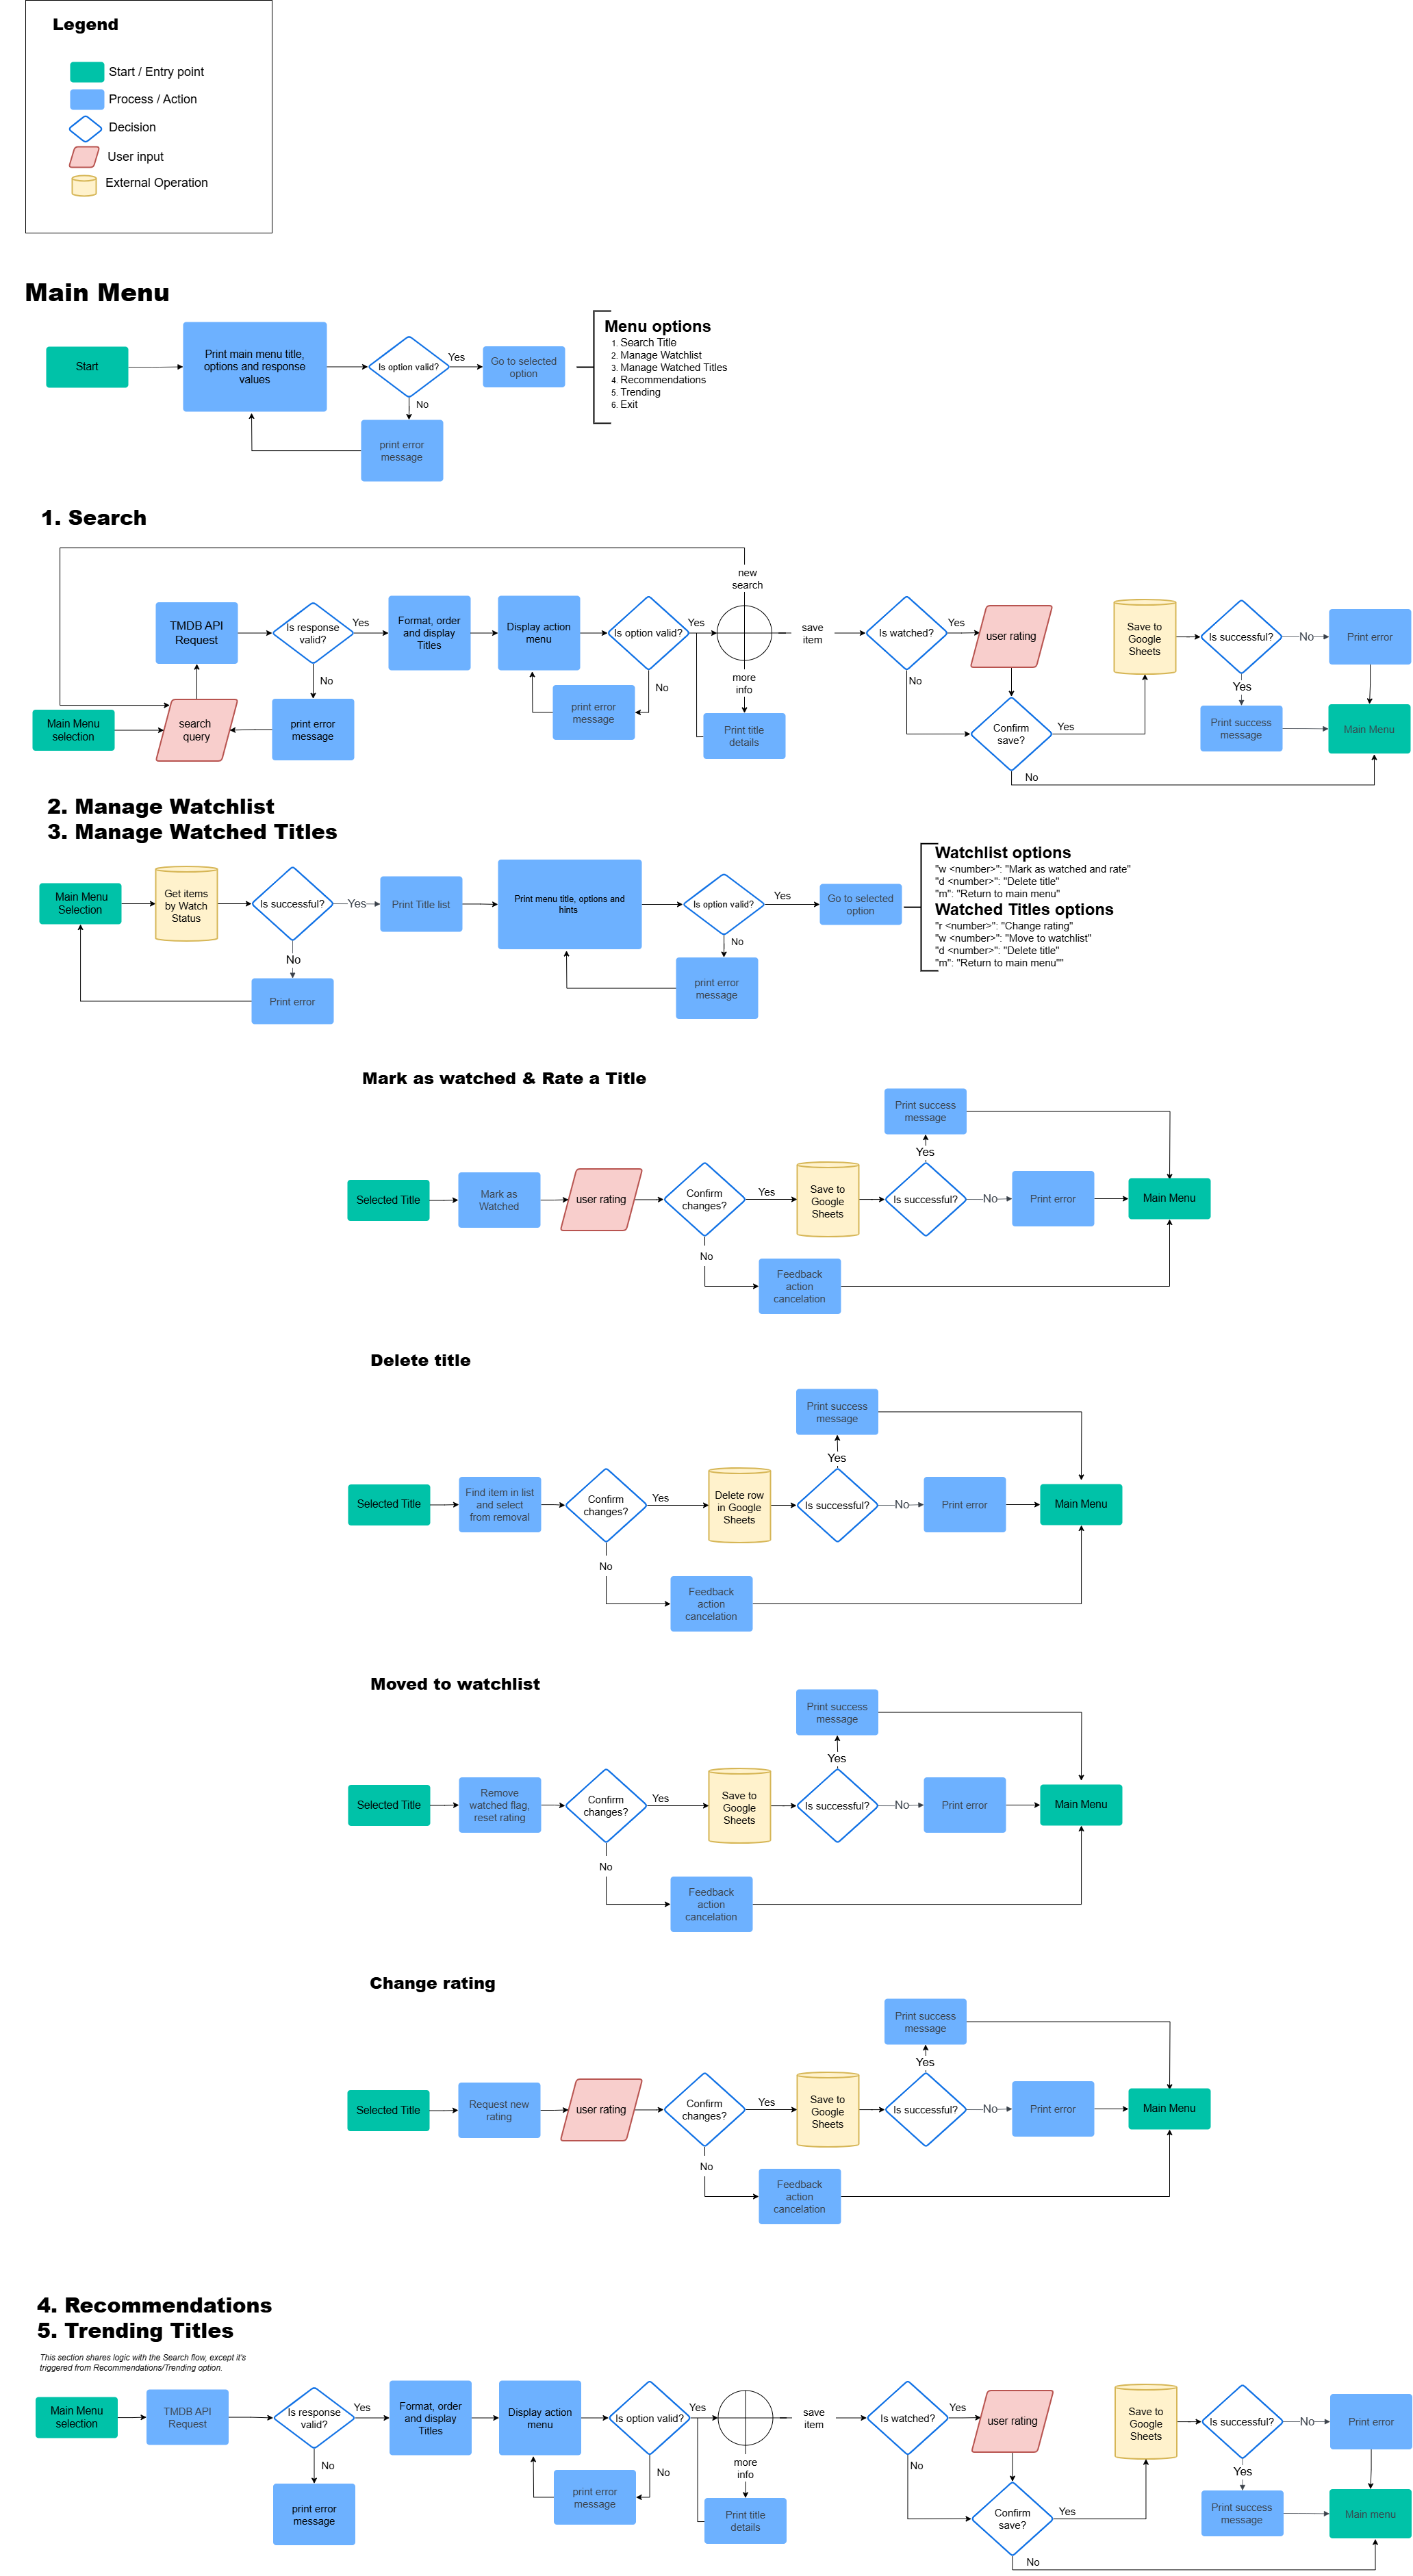 Legend
Start / Entry point
Process / Action
Decision
User input
External Operation
Main Menu
Start
Print main menu title,
options and response
values
Is option valid?
Yes
No
print error
message
Go to selected
option
Menu options
1. Search Title
2. Manage Watchlist
3. Manage Watched Titles
4. Recommendations
5. Trending
6. Exit
1. Search
Main Menu
selection
search
query
TMDB API
Request
Is response
valid?
Yes
No
print error
message
Format, order
and display
Titles
Display action
menu
Is option valid?
Yes
No
print error
message
new
search
more
info
Print title
details
save
item
Is watched?
Yes
No
user rating
Confirm
save?
Yes
No
Save to
Google
Sheets
Is successful?
No
Print error
Yes
Print success
message
Main Menu
2. Manage Watchlist
3. Manage Watched Titles
Main Menu
Selection
Get items
by Watch
Status
Is successful?
Yes
No
Print error
Print Title list
Print menu title, options and
hints
Is option valid?
Yes
No
print error
message
Go to selected
option
Watchlist options
"w <number>": "Mark as watched and rate"
"d <number>": "Delete title"
"m": "Return to main menu"
Watched Titles options
"r <number>": "Change rating"
"w <number>": "Move to watchlist"
"d <number>": "Delete title"
"m": "Return to main menu""
Mark as watched & Rate a Title
Selected Title
Mark as
Watched
user rating
Confirm
changes?
Yes
No
Feedback
action
cancelation
Save to
Google
Sheets
Is successful?
Yes
Print success
message
No
Print error
Main Menu
Delete title
Selected Title
Find item in list
and select
from removal
Confirm
changes?
Yes
No
Feedback
action
cancelation
Delete row
in Google
Sheets
Is successful?
Yes
Print success
message
No
Print error
Main Menu
Moved to watchlist
Selected Title
Remove
watched flag,
reset rating
Confirm
changes?
Yes
No
Feedback
action
cancelation
Save to
Google
Sheets
Is successful?
Yes
Print success
message
No
Print error
Main Menu
Change rating
Selected Title
Request new
rating
user rating
Confirm
changes?
Yes
No
Feedback
action
cancelation
Save to
Google
Sheets
Is successful?
Yes
Print success
message
No
Print error
Main Menu
4. Recommendations
5. Trending Titles
This section shares logic with the Search flow, except it's
triggered from Recommendations/Trending option.
Main Menu
selection
TMDB API
Request
Is response
valid?
Yes
No
print error
message
Format, order
and display
Titles
Display action
menu
Is option valid?
Yes
No
print error
message
more
info
Print title
details
save
item
Is watched?
Yes
No
user rating
Confirm
save?
Yes
No
Save to
Google
Sheets
Is successful?
No
Print error
Yes
Print success
message
Main menu